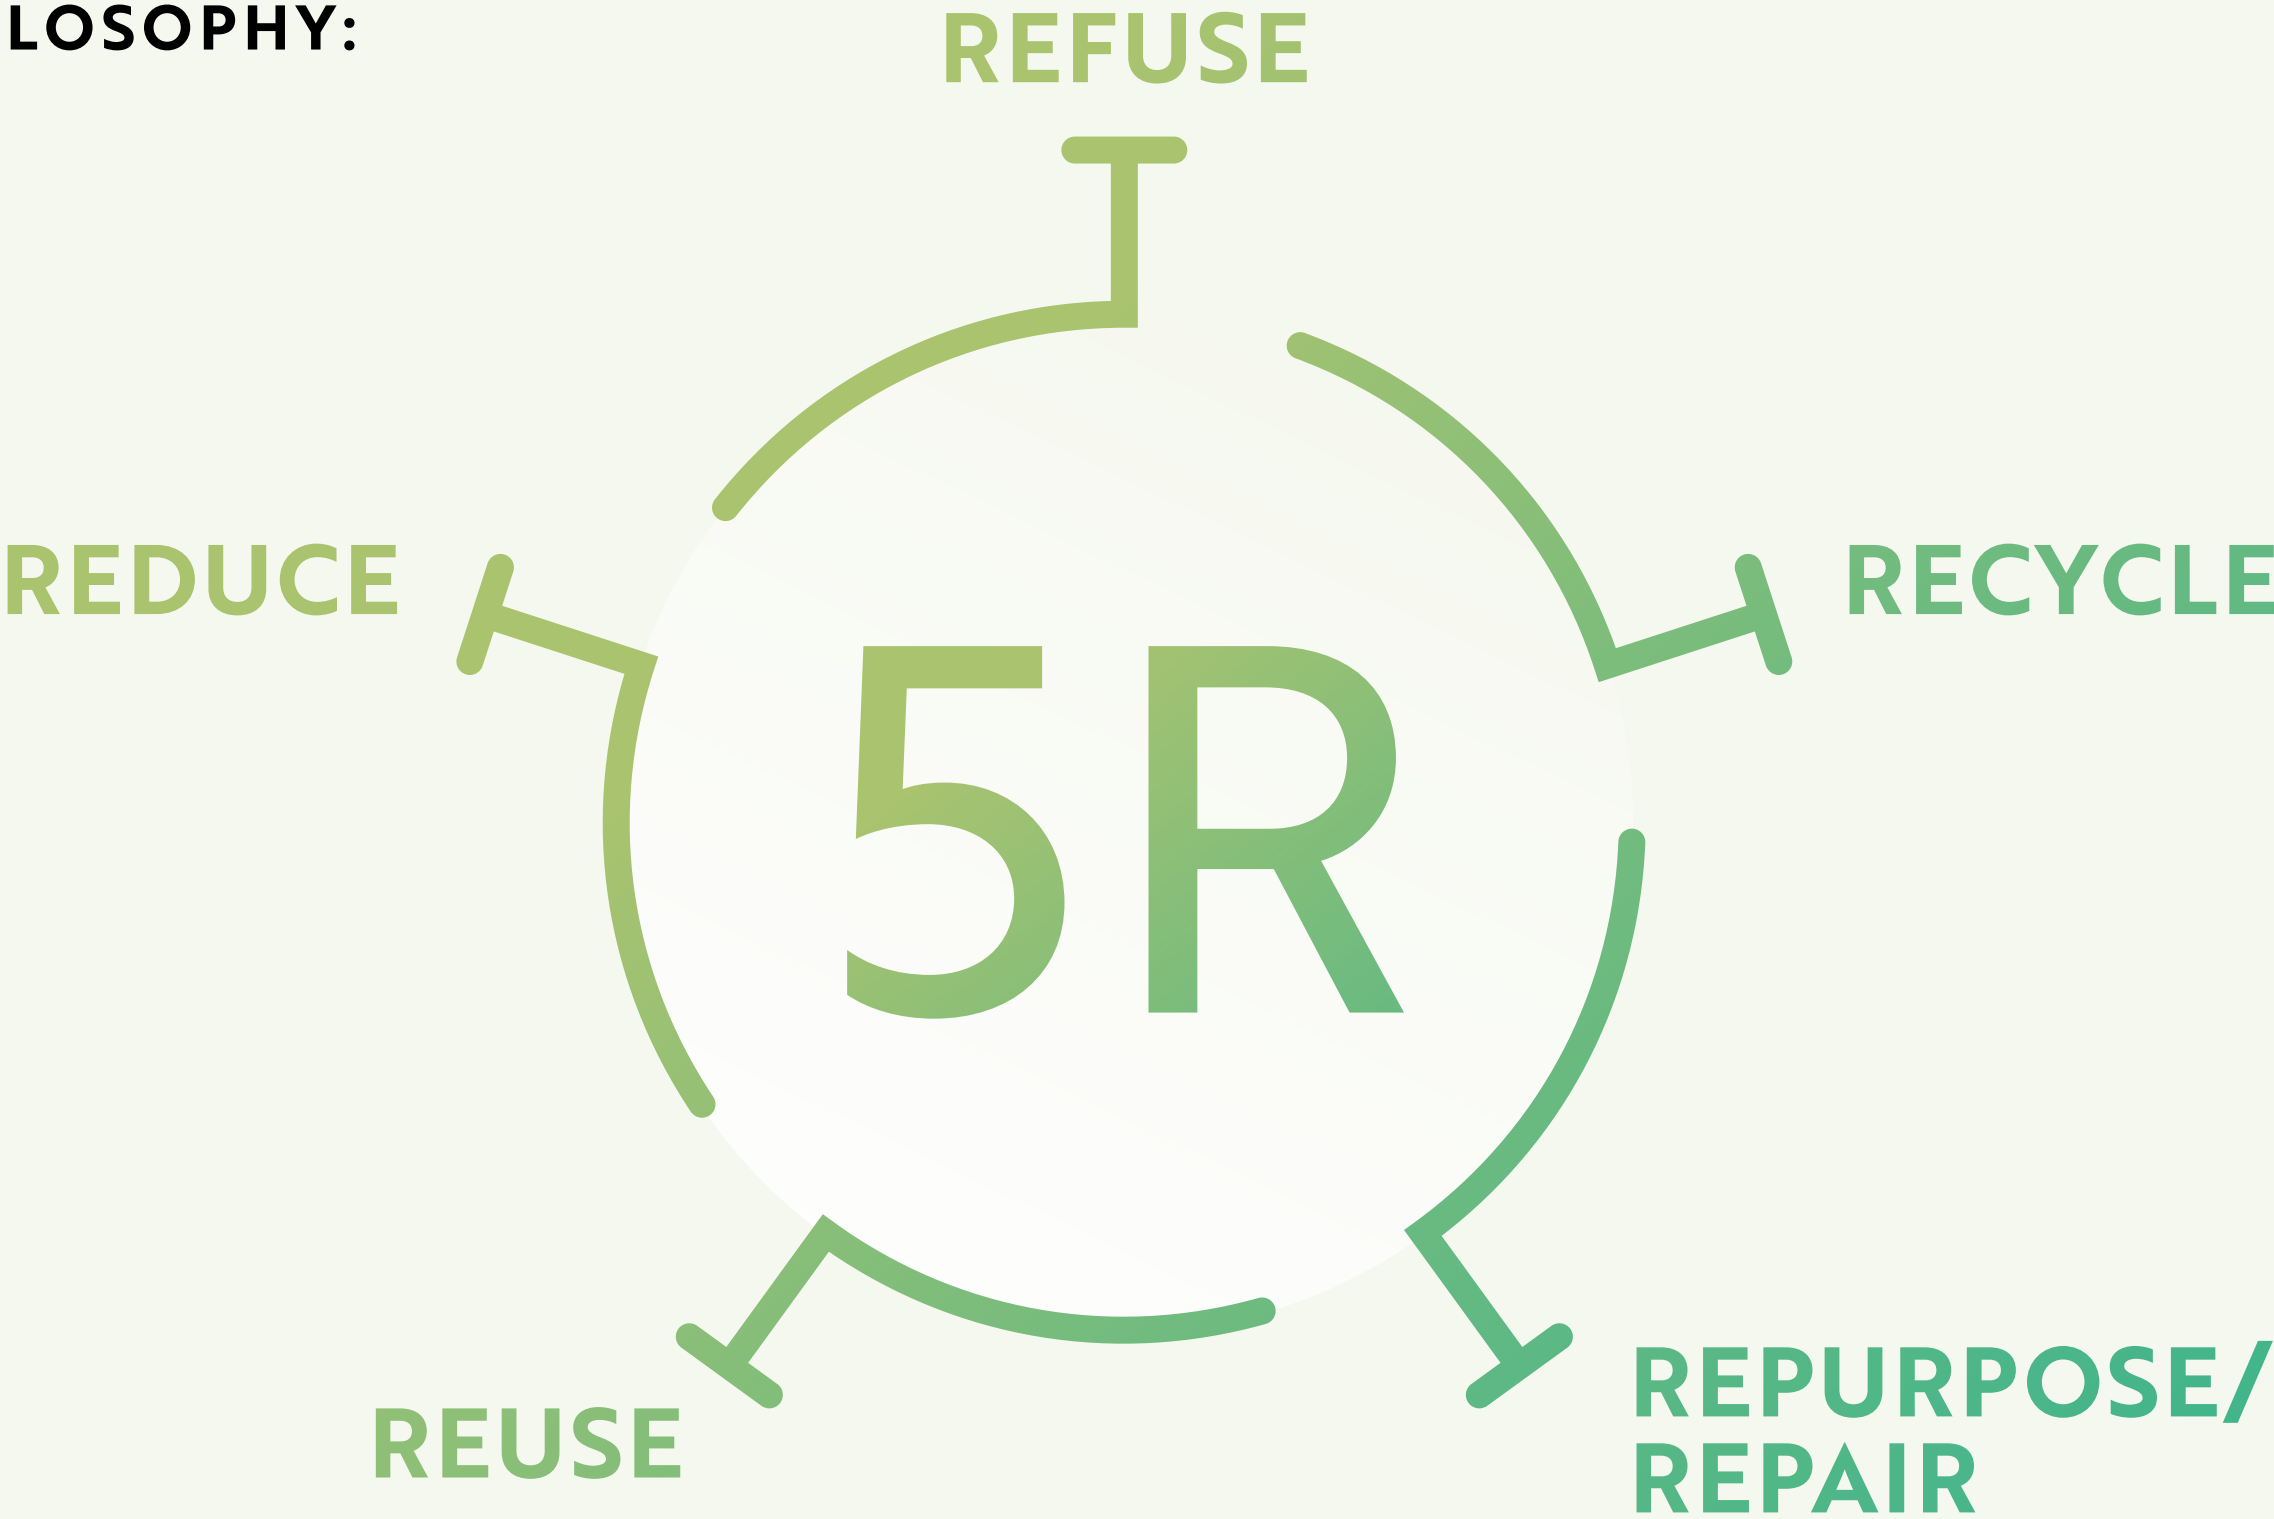 LOSOPHY:
REFUSE
REDUCE
RECYCLE
5R
REUSE
REPURPOSE/
REPAIR